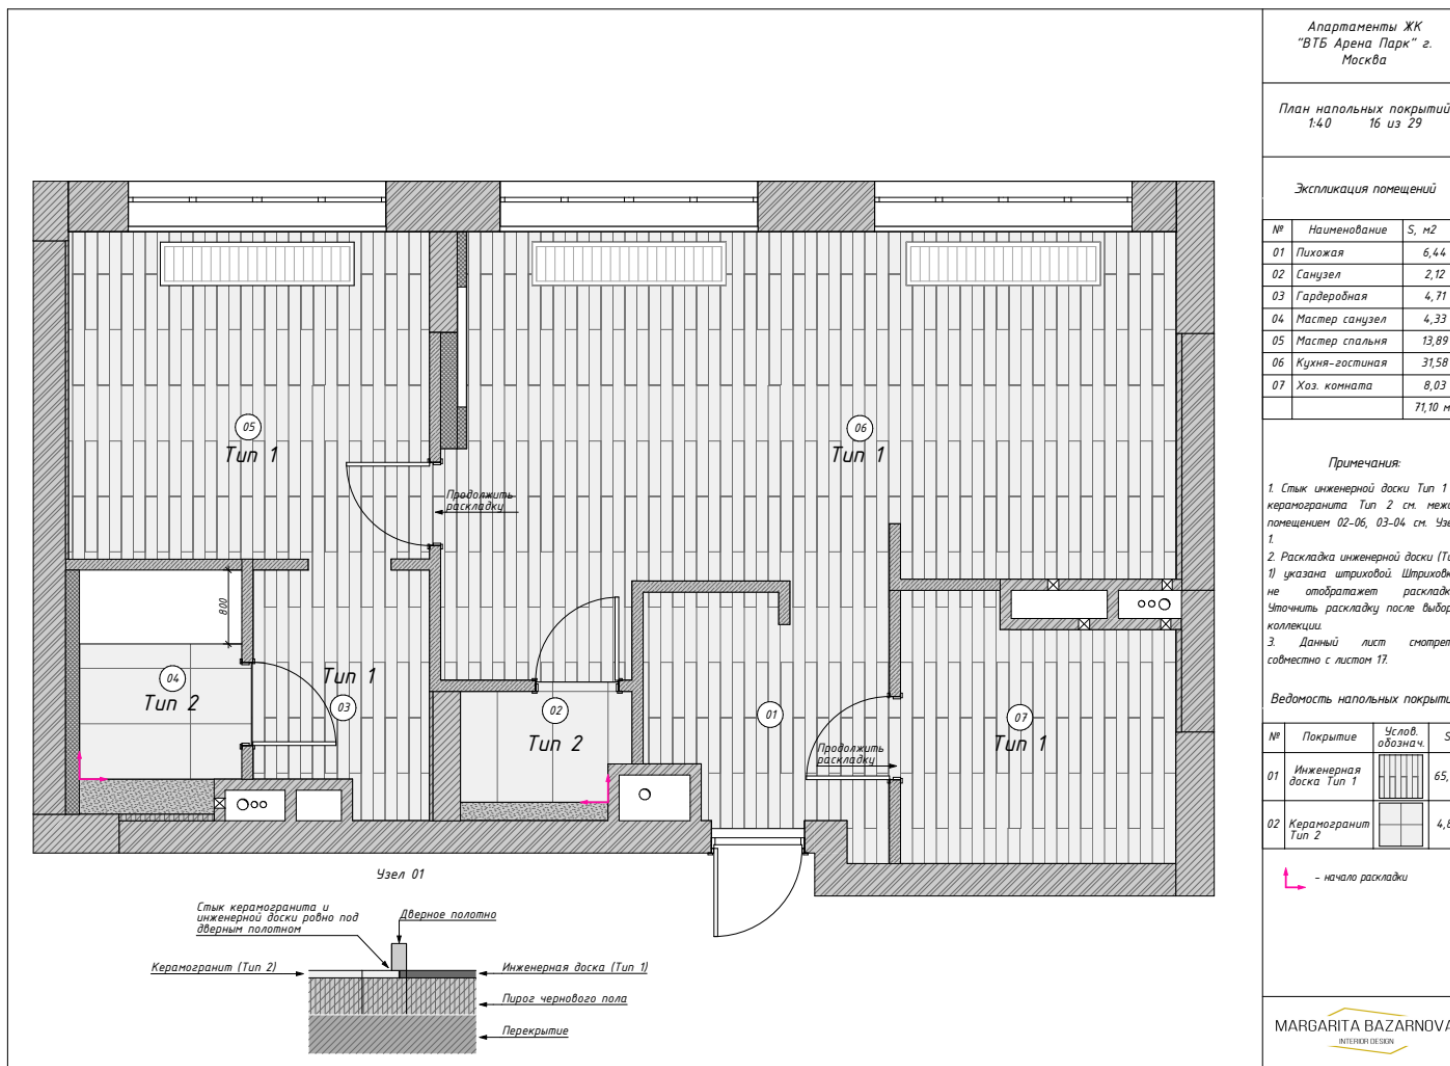 Апартаменты ЖК
"ВТБ Арена Парк" г.
Москва
План напольных покрытий
1:40 16 из 29
Экспликация помещений
№ Наименование S, м2
01 Пихожая 6,44
02 Санузел 2,12
03 Гардеробная 4,71
04 Мастер санузел 4,33
05 Мастер спальня 13,89
06 Кухня-гостиная 31,58
07 Хоз. комната 8,03
71,10 м
Примечания:
1. Стык инженерной доски Тип 1
керамогранита Тип 2 см. меж
помещением 02-06, 03-04 см. Узе
1.
2. Раскладка инженерной доски (Ти
1) указана штриховой. Штриховк
не отобратажет раскладк
Уточнить раскладку после выбор
коллекции.
3. Данный лист смотрет
совместно с листом 17.
Ведомость напольных покрыти
№ Покрытие Услов.
обознач. S
01 Инженерная
доска Тип 1 65,
02 Керамогранит
Тип 2 4,8
- начало раскладки
MARGARITA BAZARNOVA
INTERIOR DESIGN
05
Тип 1
06
Тип 1
Продолжить
раскладку
800
04
Тип 2
Тип 1
03
02
Тип 2
01
Продолжить
раскладку
07
Тип 1
Узел 01
Стык керамогранита и
инженерной доски ровно под
дверным полотном
Дверное полотно
Керамогранит (Тип 2)
Инженерная доска (Тип 1)
Пирог чернового пола
Перекрытие